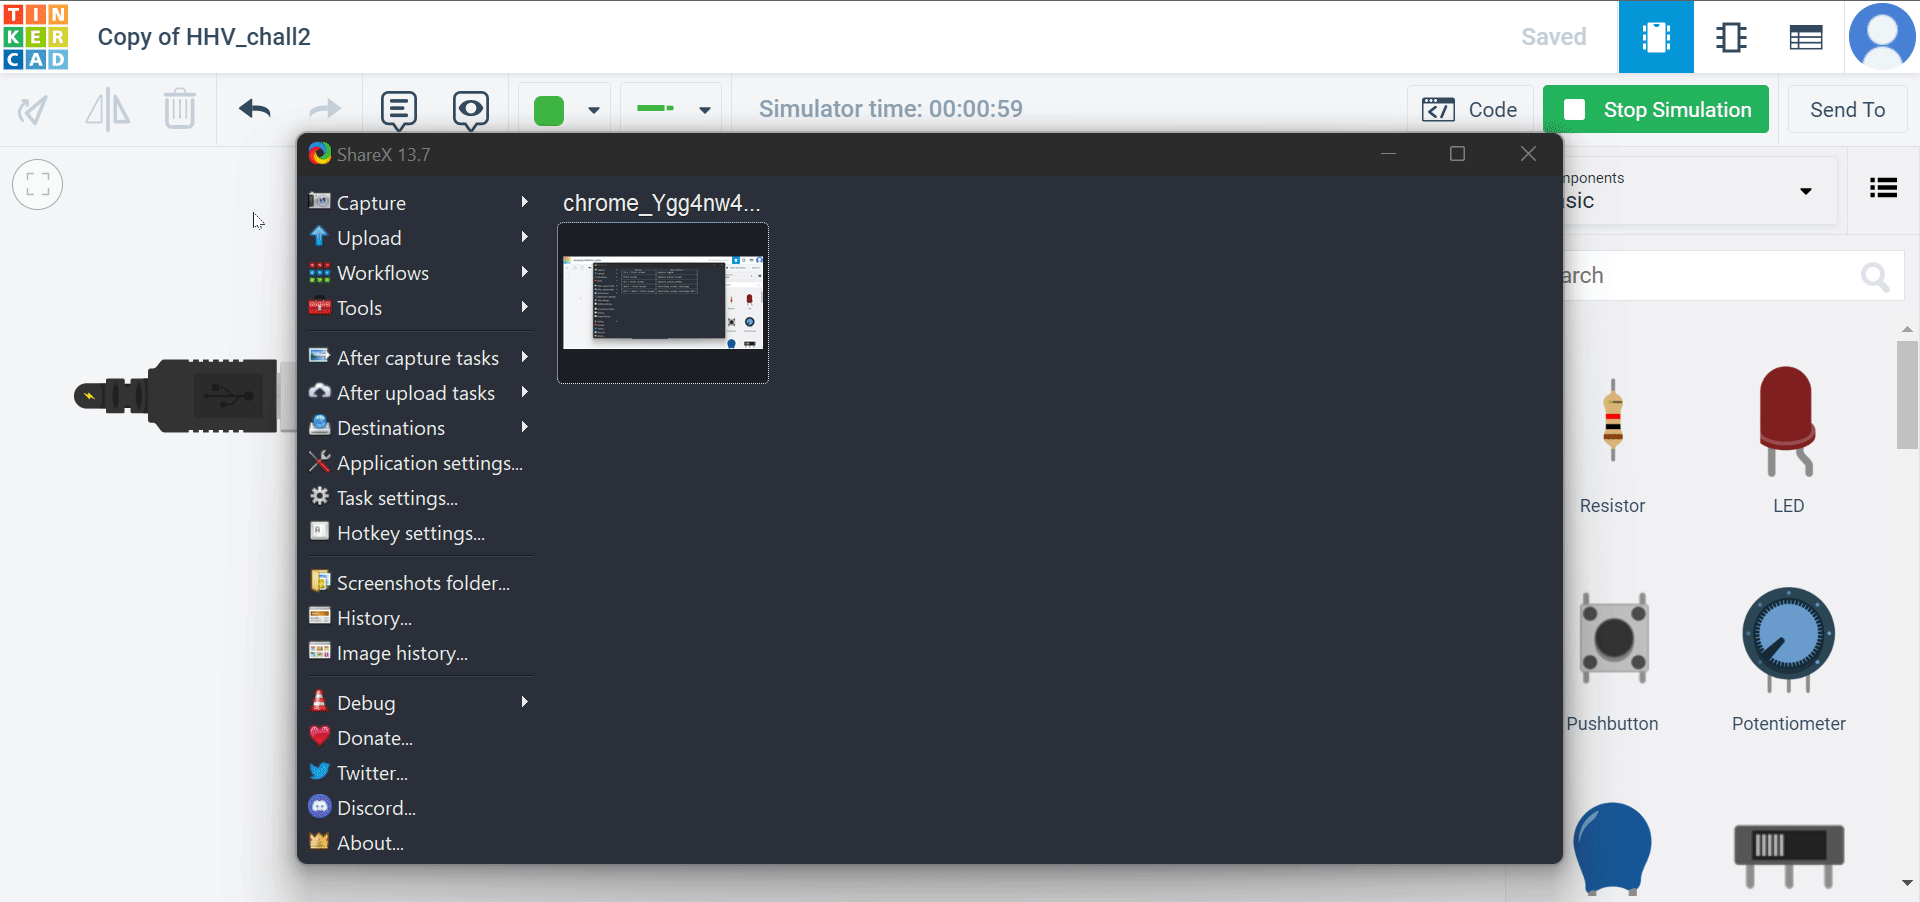 TIN
KER
CAD
Copy of HHV_chall2
Saved
Simulator time: 00:00:59
Code
Stop Simulation
Send To
ShareX 13.7
Capture
Upload
Workflows
Tools
After capture tasks
After upload tasks
Destinations
Application settings...
Task settings...
Hotkey settings...
Screenshots folder...
History...
Image history...
Debug
Donate...
Twitter...
Discord...
About...
chrome_Ygg4nw4...
mponents
sic
arch
Resistor
LED
Pushbutton
Potentiometer